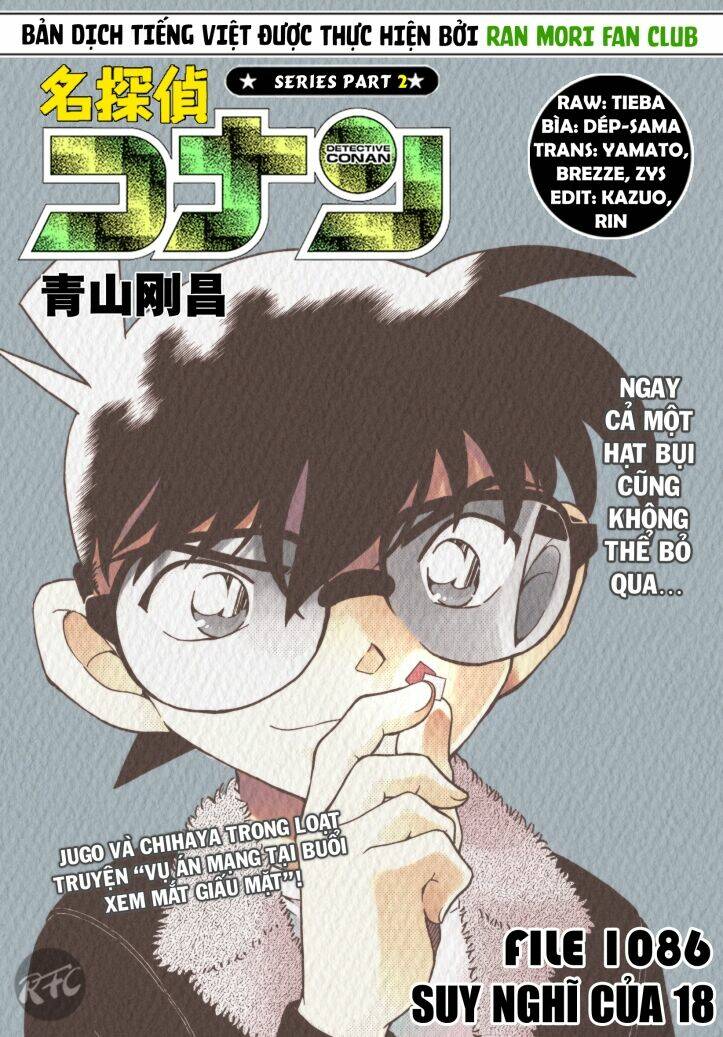 BẢN DỊCH TIẾNG VIỆT ĐƯỢC THỰC HIỆN BỞI RAN MORI FAN CLUB
★ SERIES PART 2★
名探偵
コナン
DETECTIVE
CONAN
青山剛昌
RAW: TIEBA
BÌA: DÉP-SAMA
TRANS: YAMATO,
BREZZE, ZYS
EDIT: KAZUO,
RIN
NGAY
CẢ MỘT
HẠT BỤI
CŨNG
KHÔNG
THỂ BỎ
QUA...
JUGO VÀ CHIHAYA TRONG LOẠT
TRUYỆN “VỤ ÁN MẠNG TẠI BUỔI
XEM MẮT GIẤU MẶT”!
FILE 1086
SUY NGHĨ CỦA 18
RFC